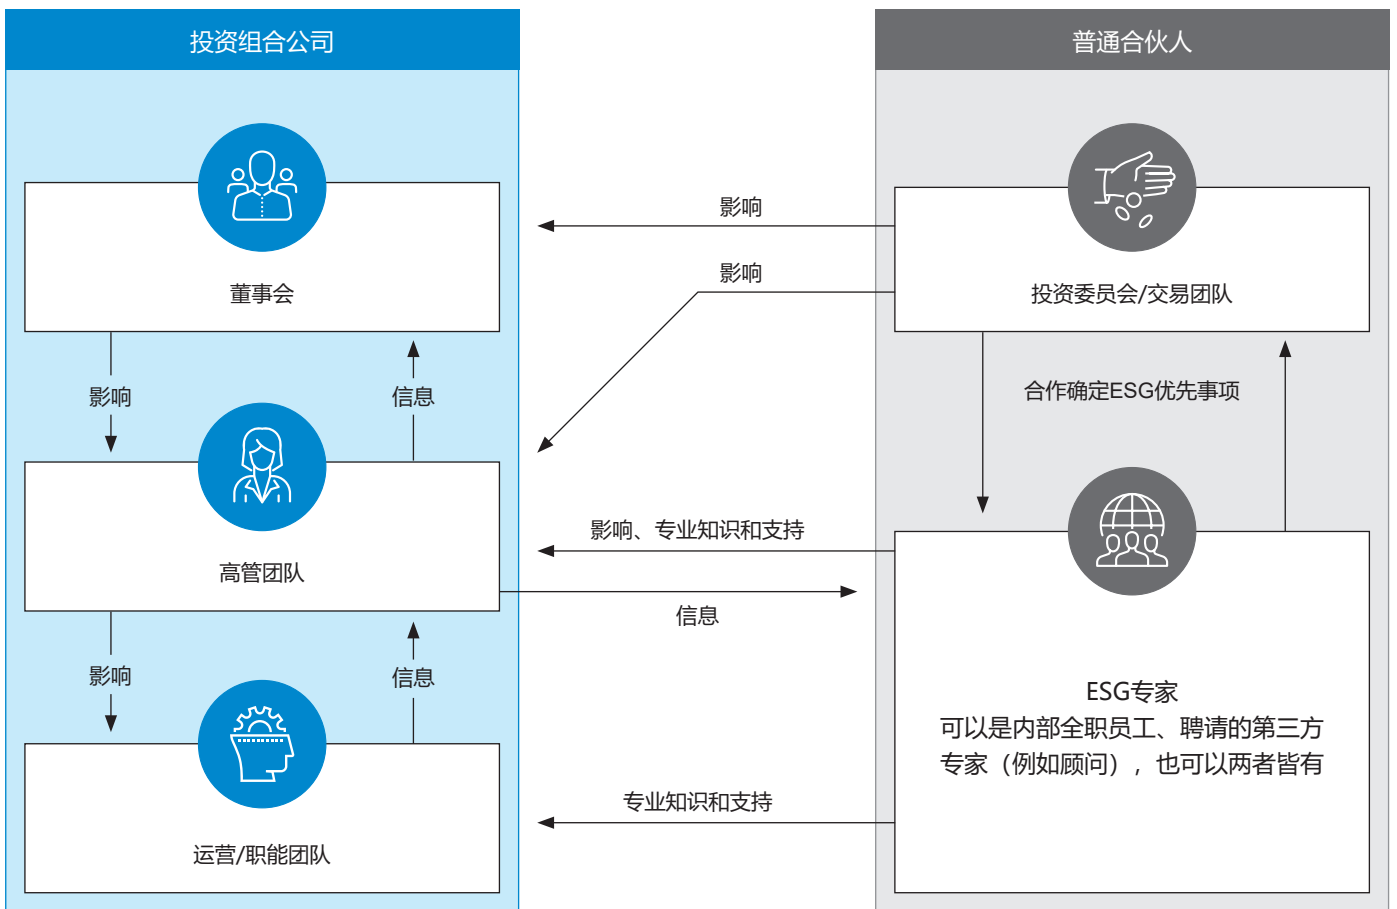 投资组合公司
普通合伙人
董事会
影响
信息
高管团队
影响
信息
运营/职能团队
影响
影响
影响、专业知识和支持
信息
专业知识和支持
投资委员会/交易团队
合作确定ESG优先事项
ESG专家
可以是内部全职员工、聘请的第三方
专家（例如顾问），也可以两者皆有